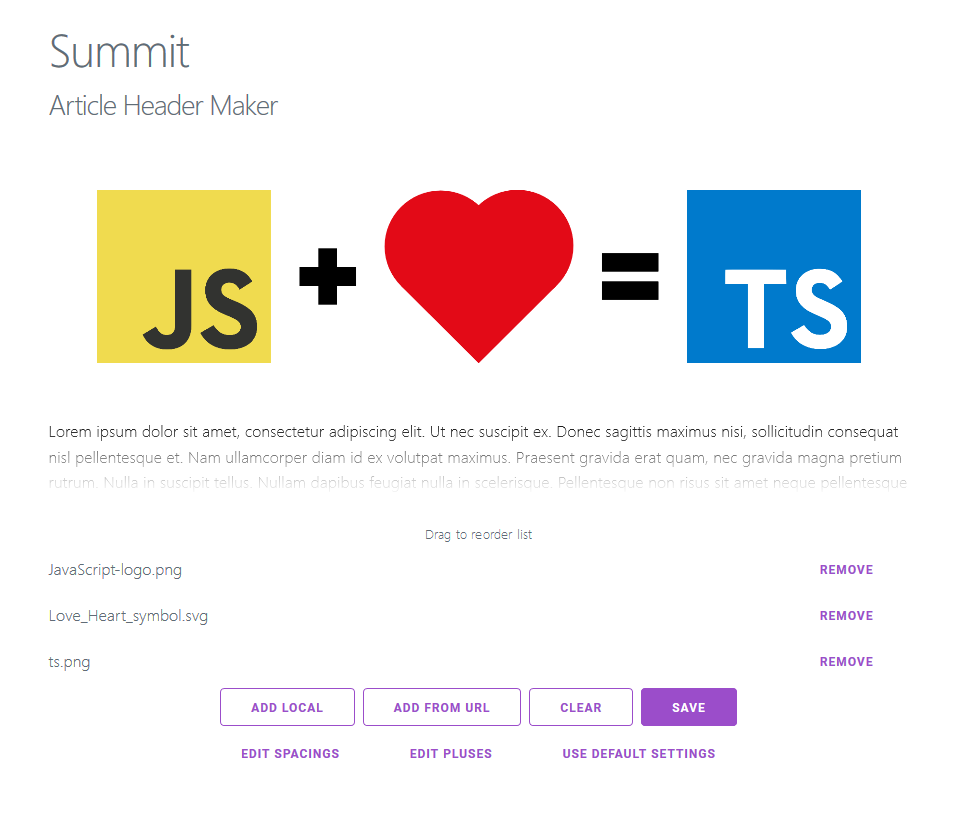 Summit
Article Header Maker
JS + = TS
Lorem ipsum dolor sit amet, consectetur adipiscing elit. Ut nec suscipit ex. Donec sagittis maximus nisi, sollicitudin consequat
nisl pellentesque et. Nam ullamcorper diam id ex volutpat maximus. Praesent gravida erat quam, nec gravida magna pretium
rutrum. Nulla in suscipit tellus. Nullam dapibus feugiat nulla in scelerisque. Pellentesque non risus sit amet neque pellentesque
Drag to reorder list
JavaScript-logo.png REMOVE
Love_Heart_symbol.svg REMOVE
ts.png REMOVE
ADD LOCAL ADD FROM URL CLEAR SAVE
EDIT SPACINGS EDIT PLUSES USE DEFAULT SETTINGS